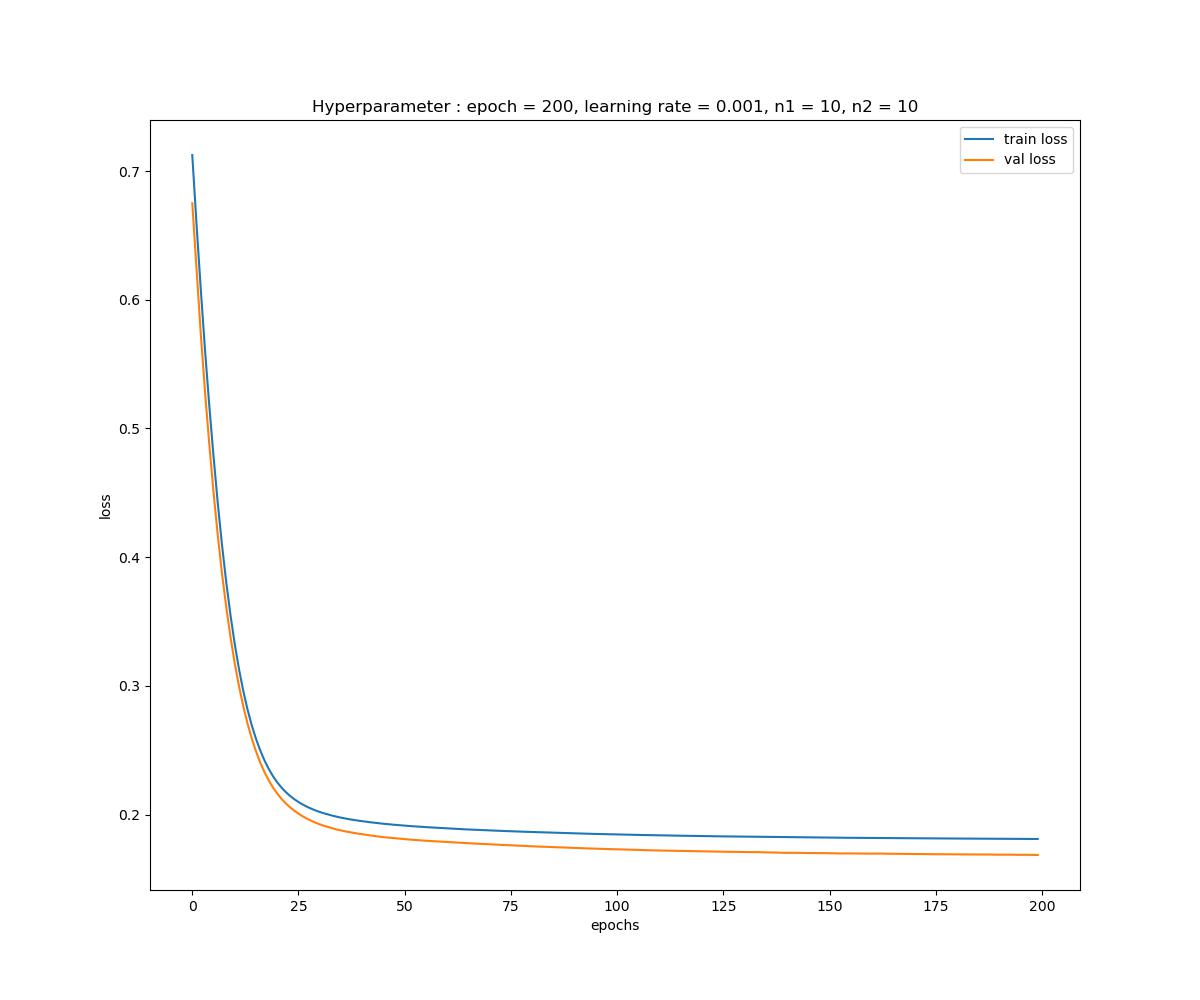 Hyperparameter : epoch = 200, learning rate = 0.001, n1 = 10, n2 = 10
train loss
val loss
0.7
0.6
0.5
0.4
0.3
0.2
loss
0 25 50 75 100 125 150 175 200
epochs